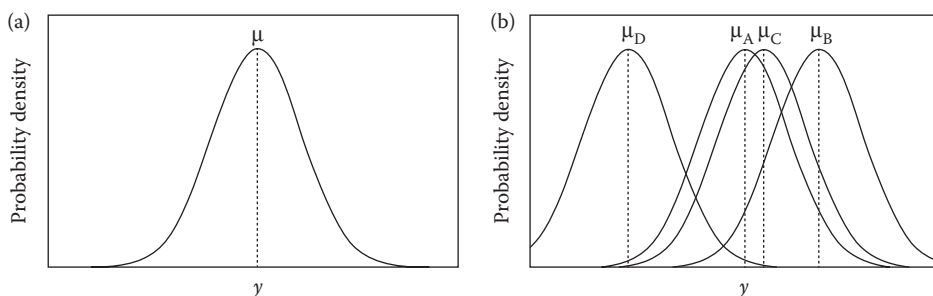 (a)
μ
Probability density
y
(b)
μD μA μC μB
Probability density
y